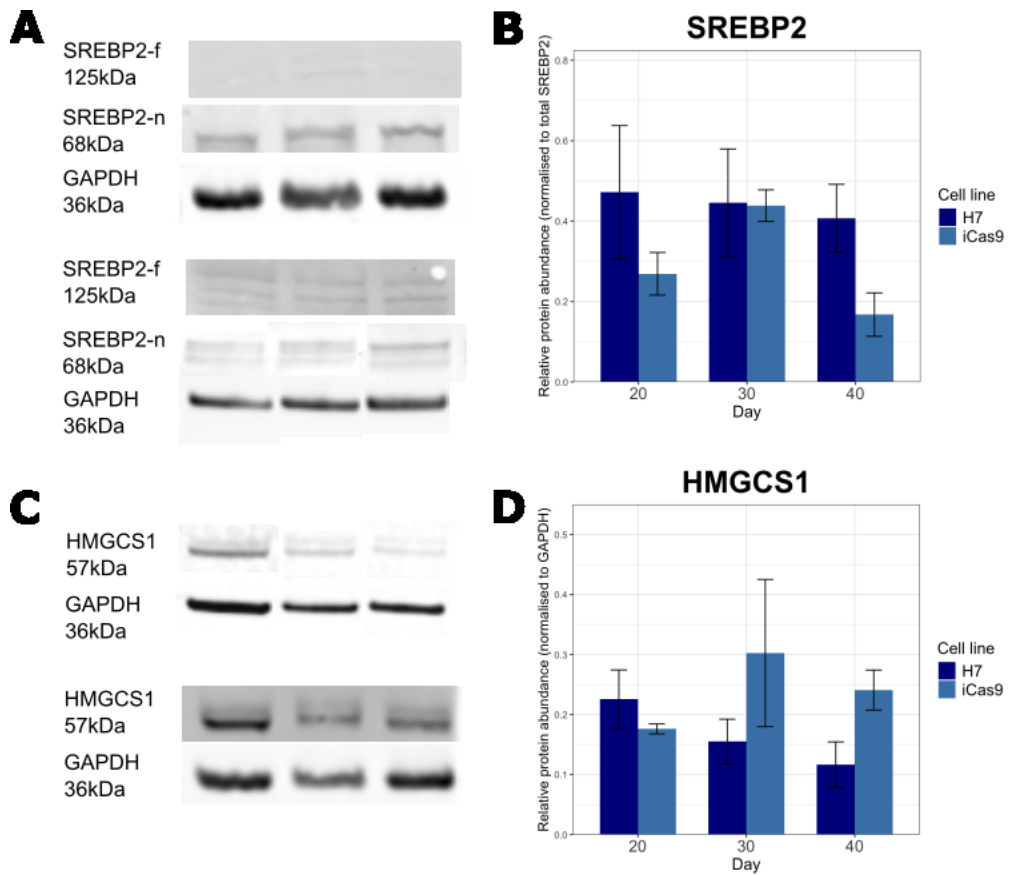 A
SREBP2-f
125kDa
SREBP2-n
68kDa
GAPDH
36kDa
SREBP2-f
125kDa
SREBP2-n
68kDa
GAPDH
36kDa
B
SREBP2
Relative protein abundance (normalised to total SREBP2)
0.8
0.6
0.4
0.2
0.0
20
30
40
Day
Cell line
H7
iCas9
C
HMGCS1
57kDa
GAPDH
36kDa
HMGCS1
57kDa
GAPDH
36kDa
D
HMGCS1
Relative protein abundance (normalised to GAPDH)
0.5
0.4
0.3
0.2
0.1
0.0
20
30
40
Day
Cell line
H7
iCas9